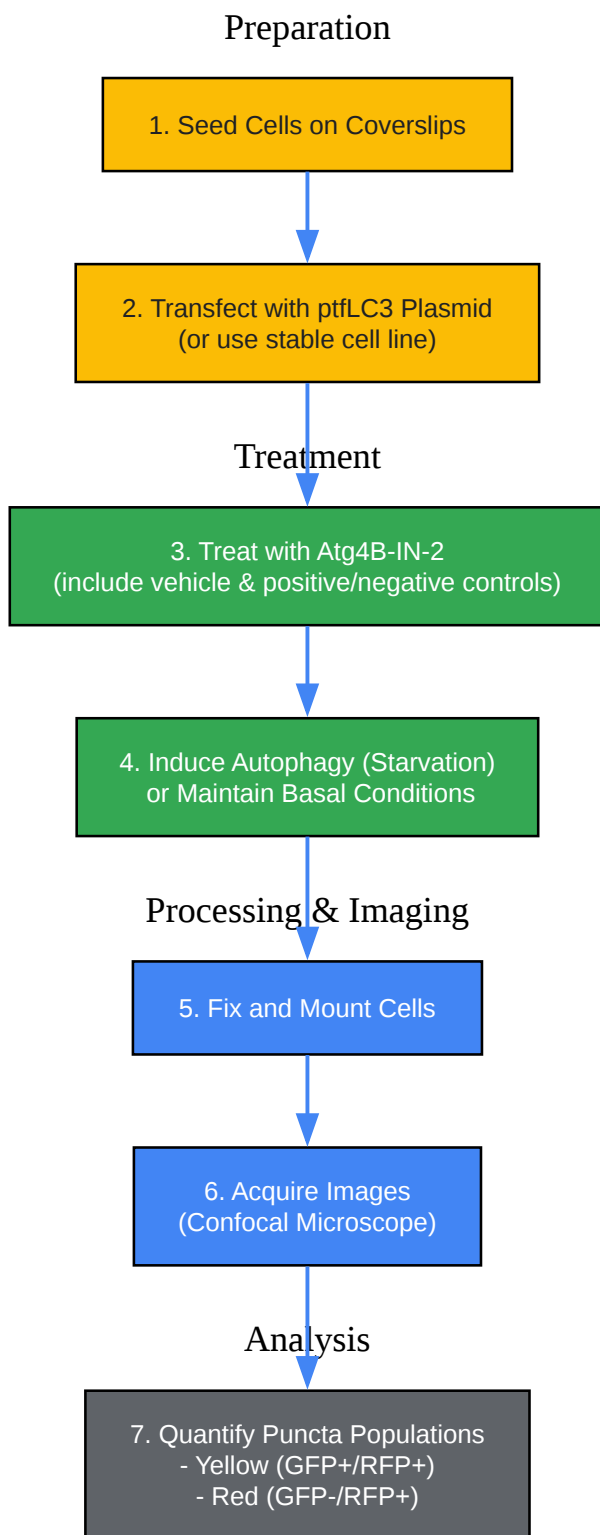 Preparation
1. Seed Cells on Coverslips
2. Transfect with ptfLC3 Plasmid
(or use stable cell line)
Treatment
3. Treat with Atg4B-IN-2
(include vehicle & positive/negative controls)
4. Induce Autophagy (Starvation)
or Maintain Basal Conditions
Processing & Imaging
5. Fix and Mount Cells
6. Acquire Images
(Confocal Microscope)
Analysis
7. Quantify Puncta Populations
- Yellow (GFP+/RFP+)
- Red (GFP-/RFP+)